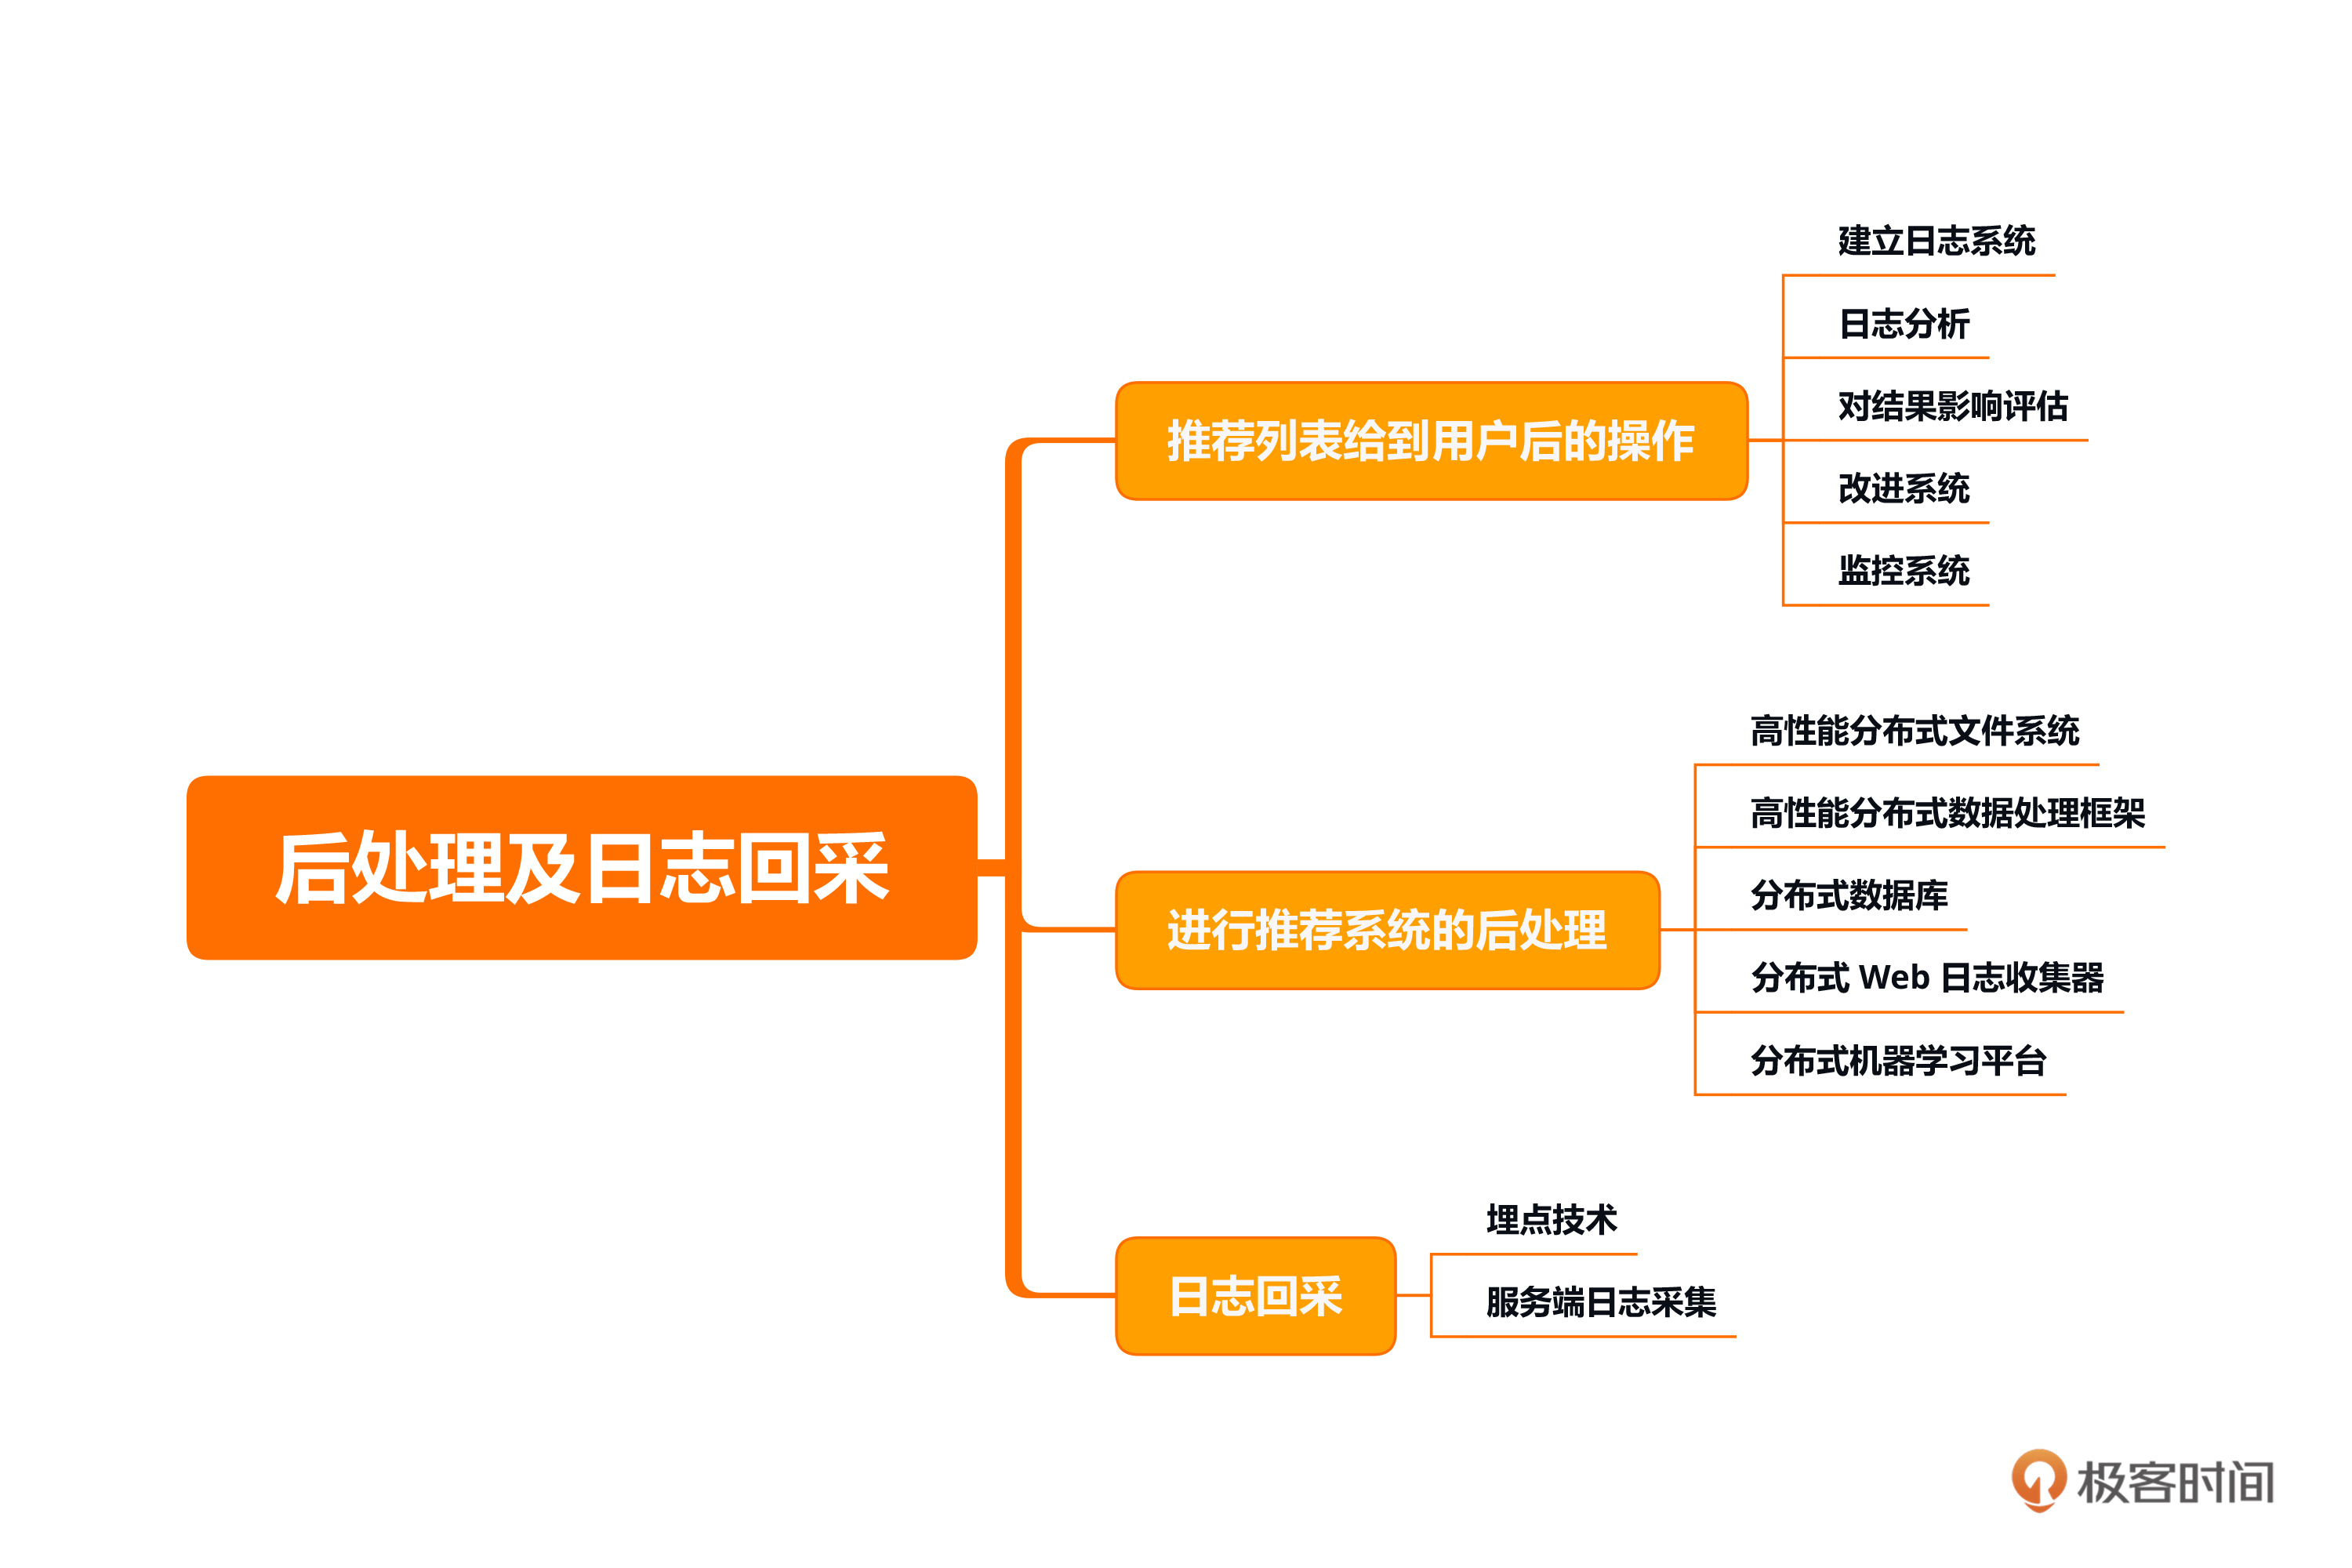 后处理及日志回采
推荐列表给到用户后的操作
建立日志系统
日志分析
对结果影响评估
改进系统
监控系统
进行推荐系统的后处理
高性能分布式文件系统
高性能分布式数据处理框架
分布式数据库
分布式 Web 日志收集器
分布式机器学习平台
日志回采
埋点技术
服务端日志采集
极客时间